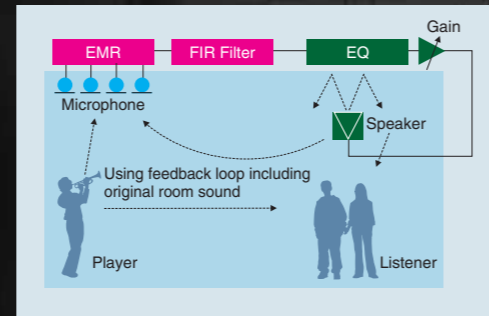 Gain
EMR
FIR Filter
EQ
Microphone
Speaker
Using feedback loop including
original room sound
Player
Listener